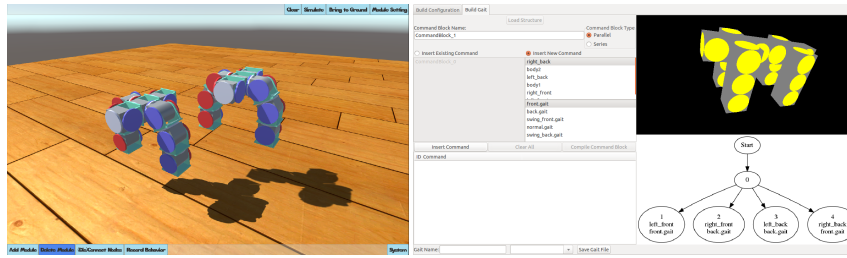 Clear Simulate Bring to Ground Module Setting
Add Module Delete Module Dis/Connect Nodes Record Behavior System
Build Configuration Build Gait
Load Structure
Command Block Name: Command Block Type
CommandBlock_1 Parallel
Series
Insert Existing Command Insert New Command
CommandBlock_0
right_back
body2
left_back
body1
right_front
front.gait
back.gait
swing_front.gait
normal.gait
swing_back.gait
Insert Command Clear All Compile Command Block
ID Command
Gait Name Save Gait File
Start
0
1 2 3 4
left_front right_front left_back right_back
front.gait back.gait back.gait front.gait